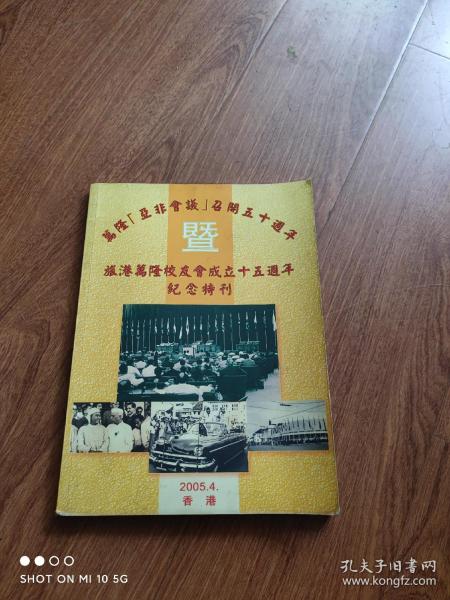 萬隆「亞非會議」召開五十週年
暨
旅港萬隆校友會成立十五週年
紀念特刊
2005.4.
香港
SHOT ON MI 10 5G
孔夫子旧书网
www.kongfz.com